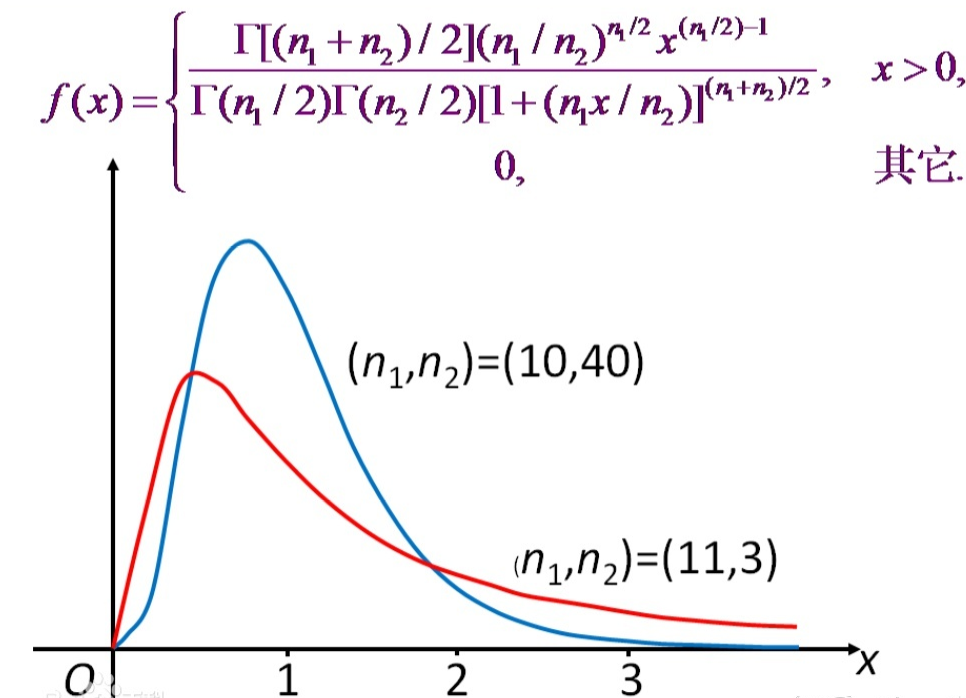 f(x)={ Γ[(n₁+n₂)/2](n₁/n₂)^(n₁/2) x^((n₁/2)-1) / Γ(n₁/2)Γ(n₂/2)[1+(n₁x/n₂)]^((n₁+n₂)/2), x>0,
0, 其它.
(n₁,n₂)=(10,40)
(n₁,n₂)=(11,3)
O 1 2 3 x